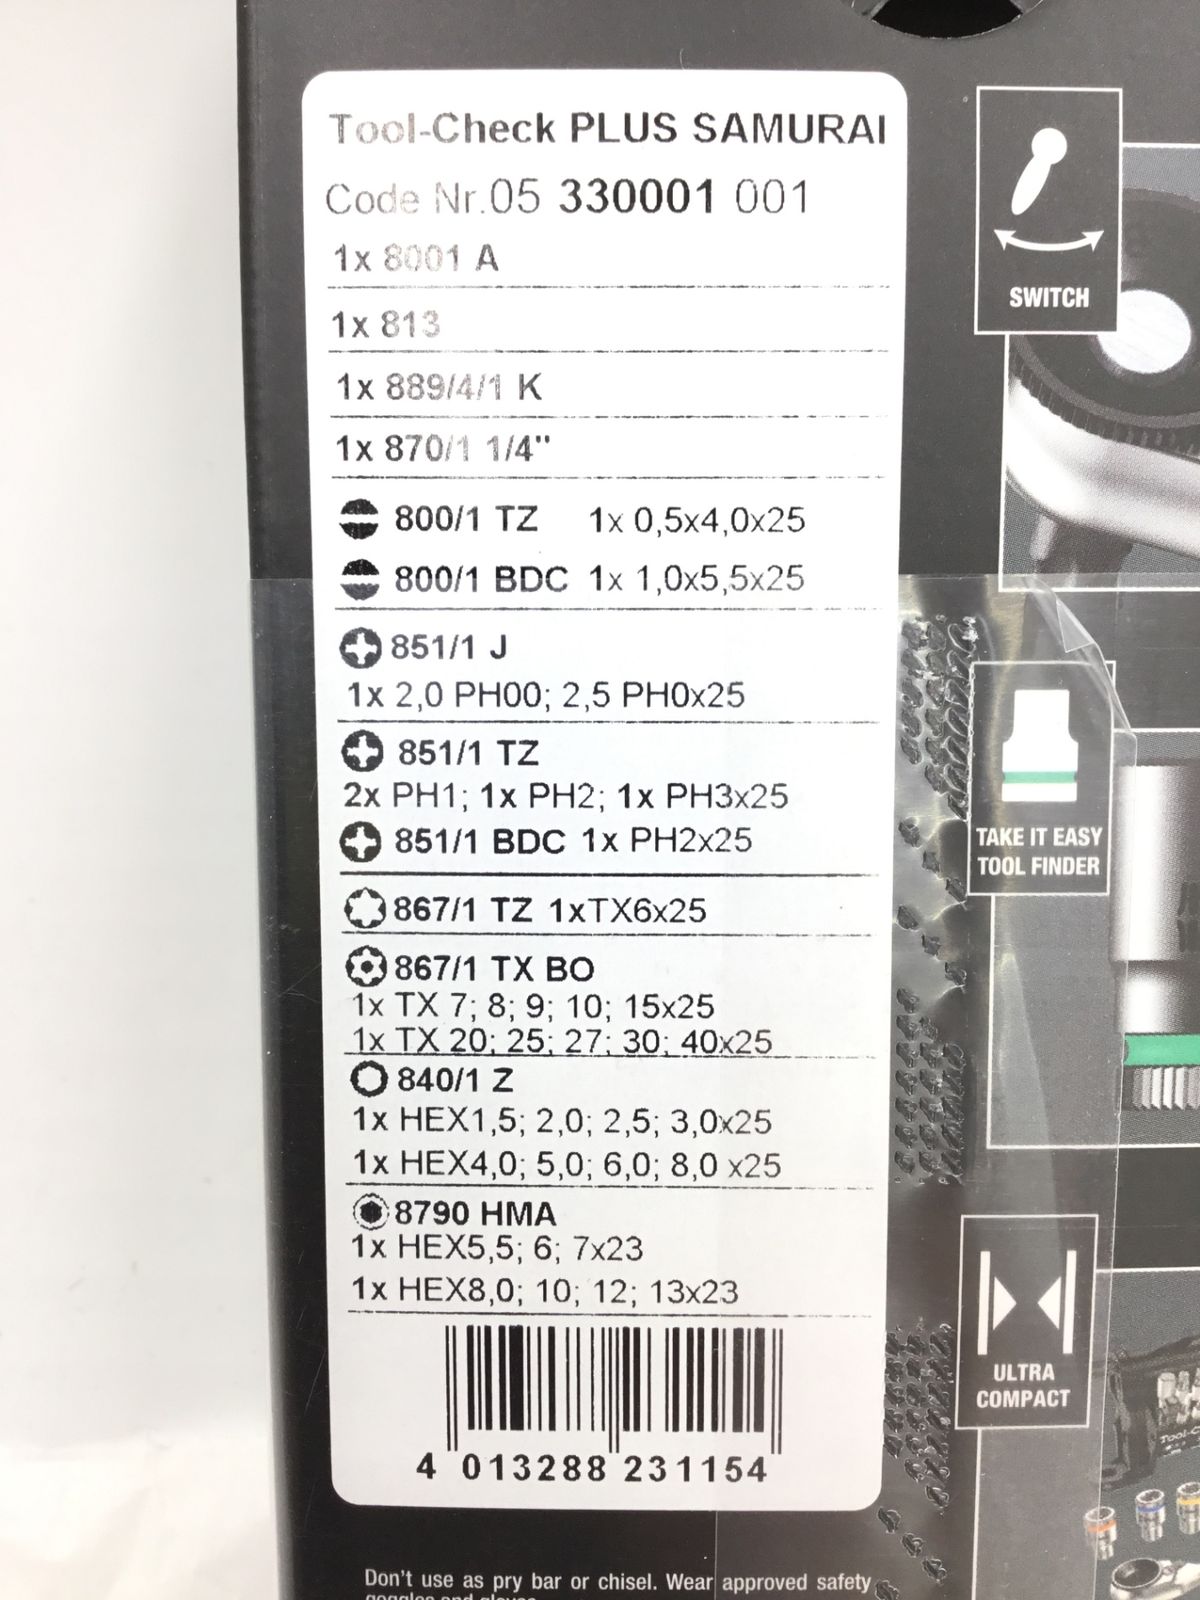 Tool-Check PLUS SAMURAI
Code Nr.05 330001 001
1x 8001 A
1x 813
1x 889/4/1 K
1x 870/1 1/4"
800/1 TZ 1x 0,5x4,0x25
800/1 BDC 1x 1,0x5,5x25
851/1 J
1x 2,0 PH00; 2,5 PH0x25
851/1 TZ
2x PH1; 1x PH2; 1x PH3x25
851/1 BDC 1x PH2x25
867/1 TZ 1xTX6x25
867/1 TX BO
1x TX 7; 8; 9; 10; 15x25
1x TX 20; 25; 27; 30; 40x25
840/1 Z
1x HEX1,5; 2,0; 2,5; 3,0x25
1x HEX4,0; 5,0; 6,0; 8,0 x25
8790 HMA
1x HEX5,5; 6; 7x23
1x HEX8,0; 10; 12; 13x23
4 013288 231154
Don't use as pry bar or chisel. Wear approved safety
goggles and gloves.
SWITCH
TAKE IT EASY
TOOL FINDER
ULTRA
COMPACT